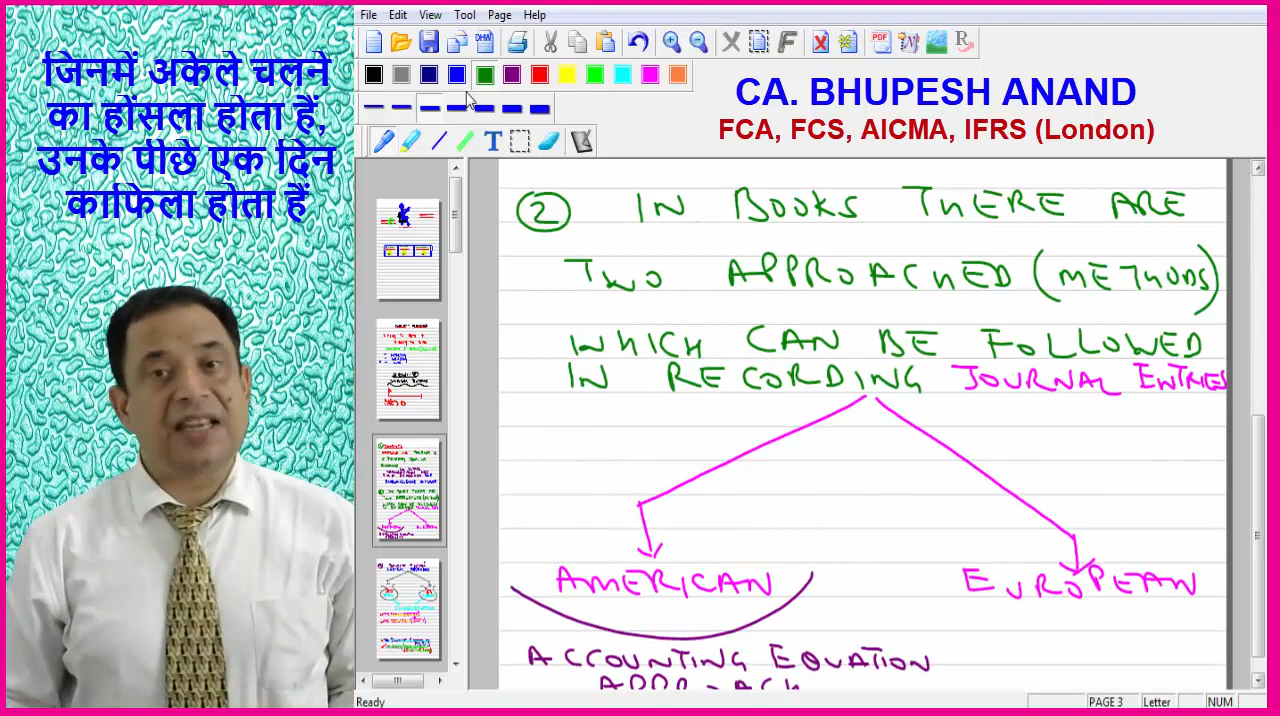 जिनमें अकेले चलने
का होंसला होता हैं,
उनके पीछे एक दिन
काफिला होता हैं
File Edit View Tool Page Help
DHW
PDF
CA. BHUPESH ANAND
FCA, FCS, AICMA, IFRS (London)
2 IN BOOKS THERE ARE
TWO APPROACHED (METHODS)
WHICH CAN BE FOLLOWED
IN RECORDING JOURNAL ENTRIES
AMERICAN EUROPEAN
ACCOUNTING EQUATION
Ready PAGE 3 Letter NUM